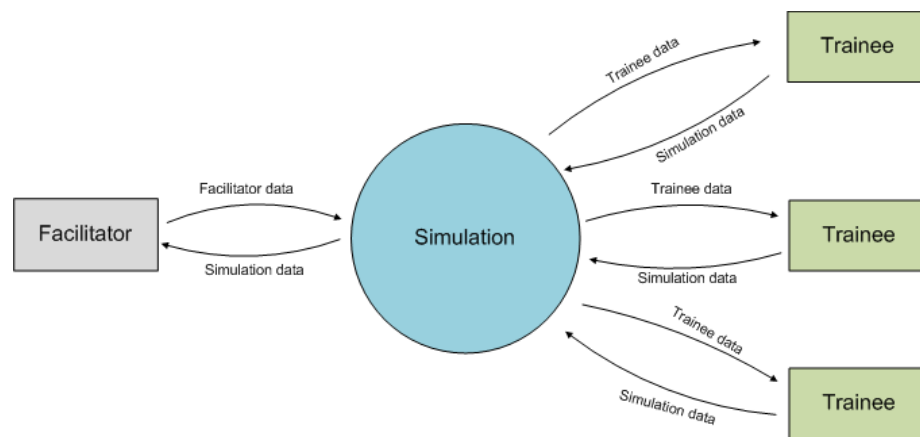 Trainee data
Trainee
Simulation data
Facilitator data
Trainee data
Facilitator
Simulation
Trainee
Simulation data
Simulation data
Trainee data
Simulation data
Trainee